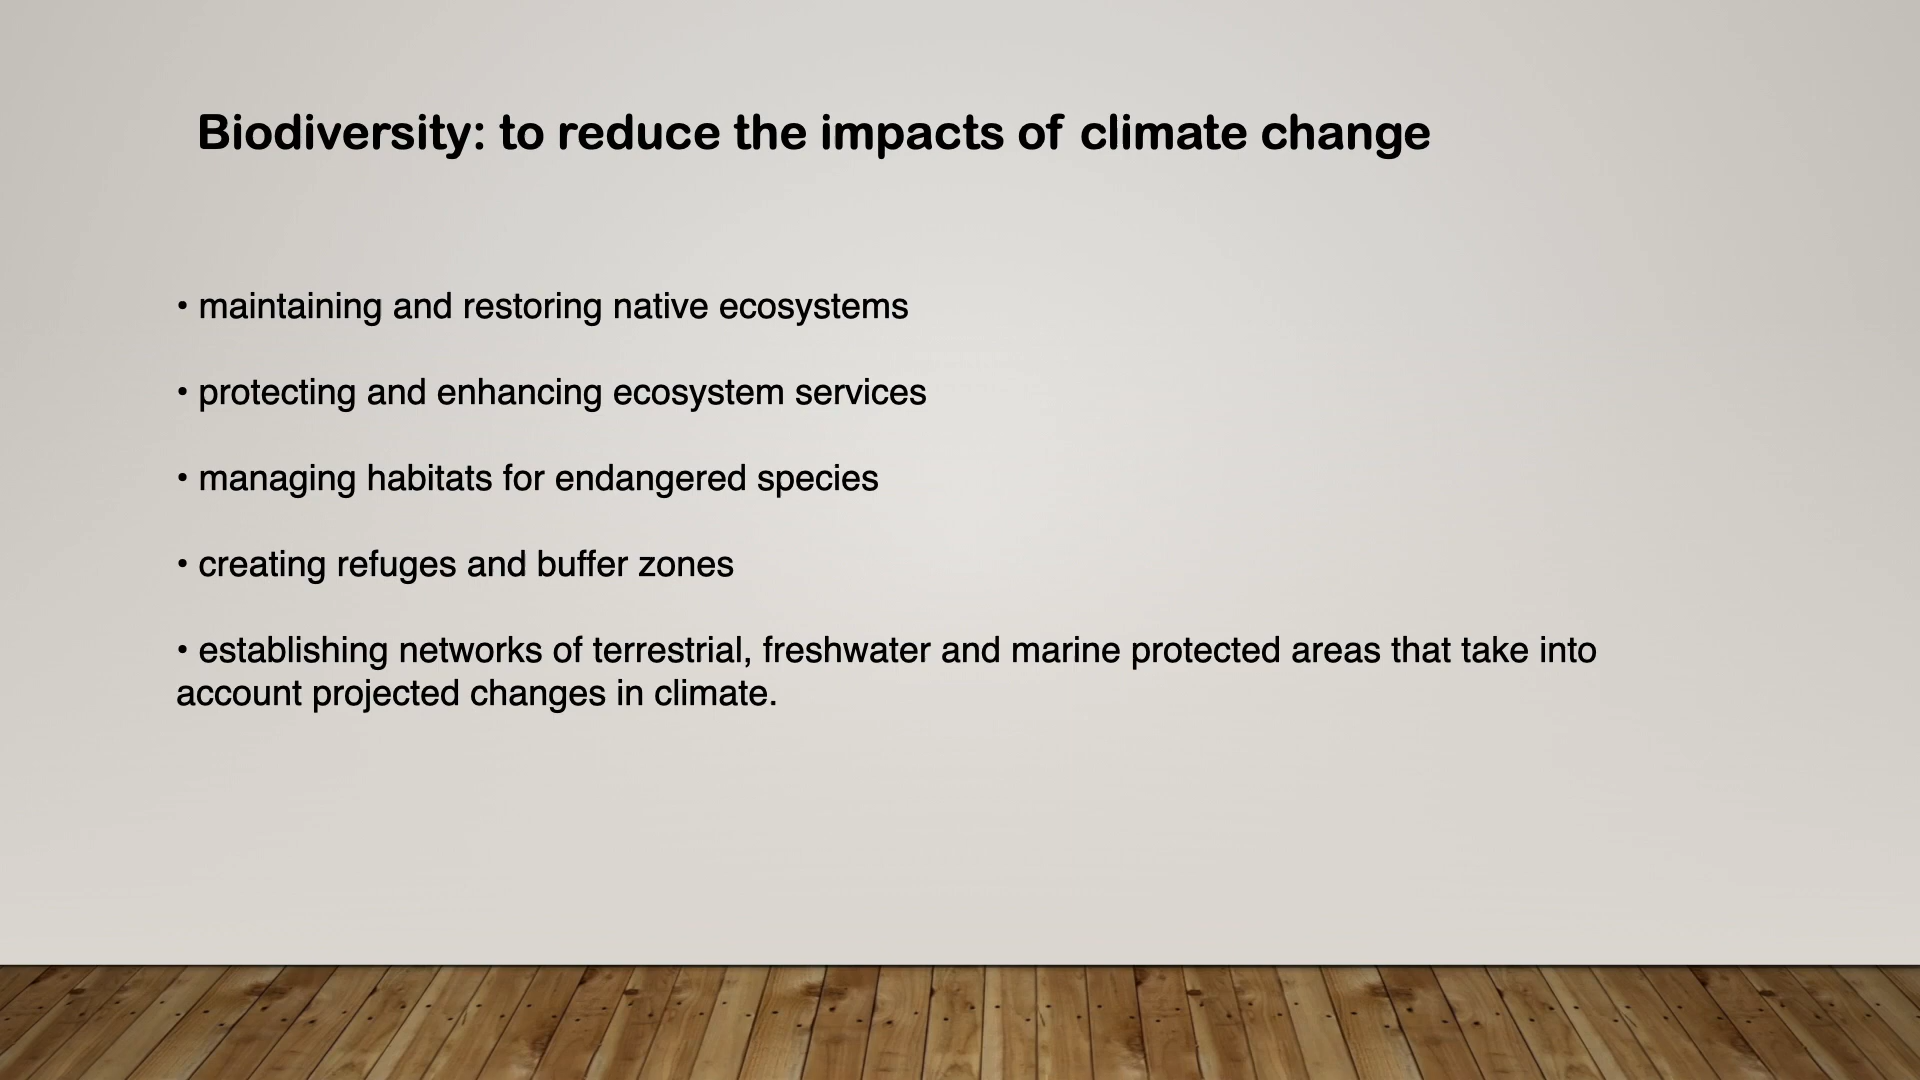 Biodiversity: to reduce the impacts of climate change
• maintaining and restoring native ecosystems
• protecting and enhancing ecosystem services
• managing habitats for endangered species
• creating refuges and buffer zones
• establishing networks of terrestrial, freshwater and marine protected areas that take into
account projected changes in climate.